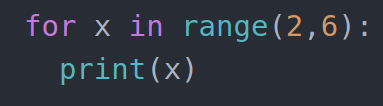 for x in range(2,6):
  print(x)